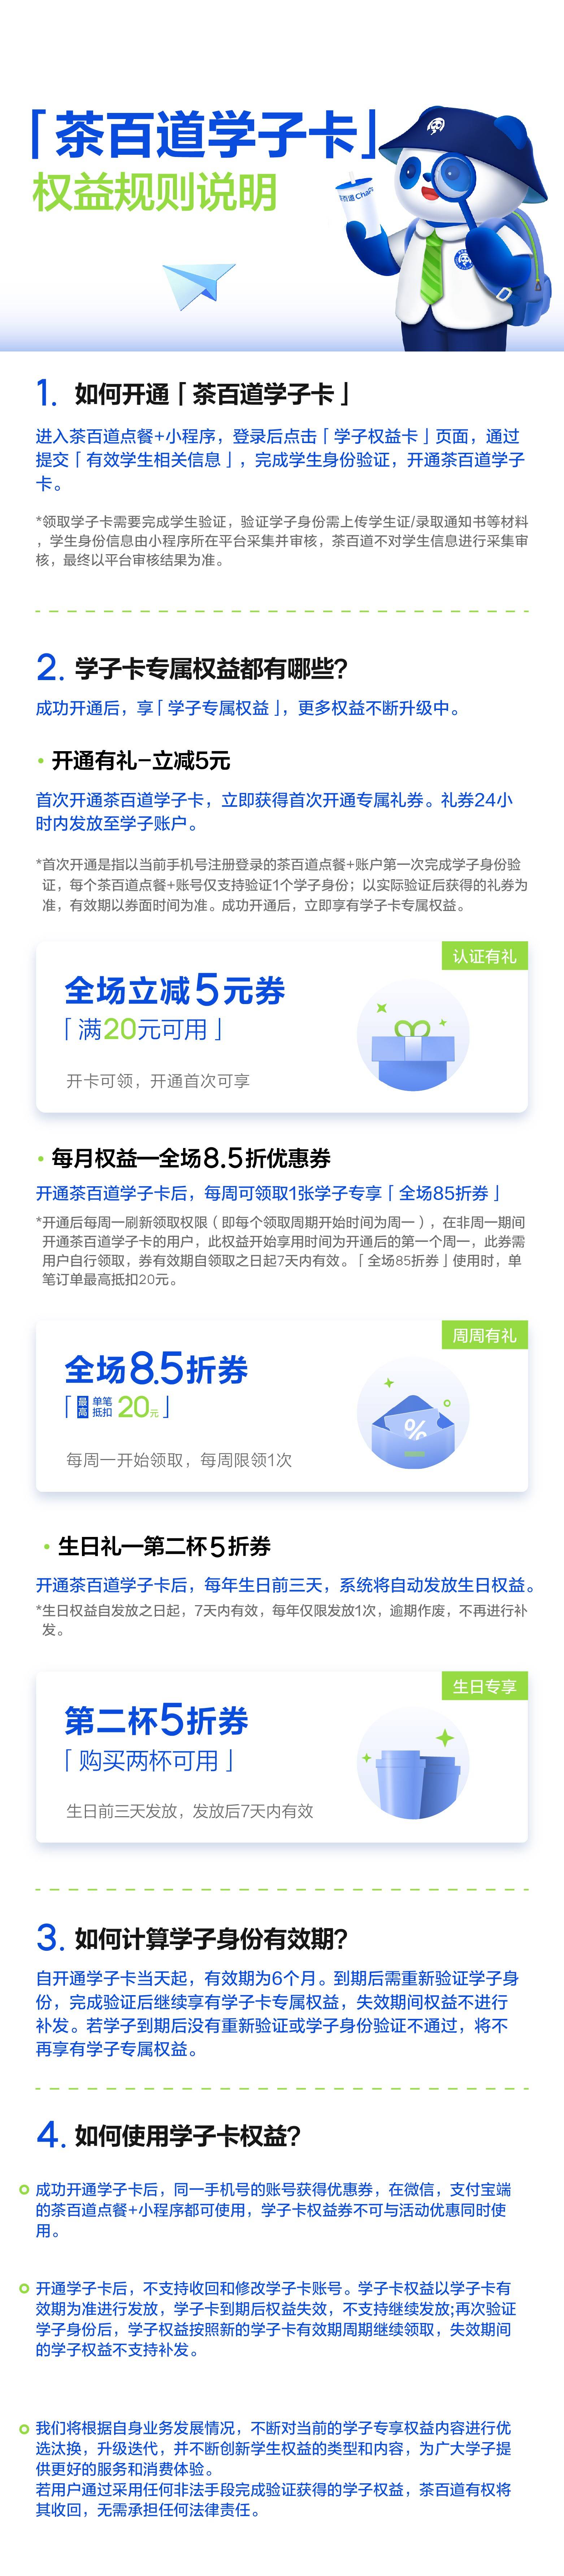 「茶百道学子卡」
权益规则说明
茶百道 ChaP
1. 如何开通「茶百道学子卡」
进入茶百道点餐+小程序，登录后点击「学子权益卡」页面，通过
提交「有效学生相关信息」，完成学生身份验证，开通茶百道学子
卡。
*领取学子卡需要完成学生验证，验证学子身份需上传学生证/录取通知书等材料
，学生身份信息由小程序所在平台采集并审核，茶百道不对学生信息进行采集审
核，最终以平台审核结果为准。
2. 学子卡专属权益都有哪些?
成功开通后，享「学子专属权益」，更多权益不断升级中。
• 开通有礼–立减5元
首次开通茶百道学子卡，立即获得首次开通专属礼券。礼券24小
时内发放至学子账户。
*首次开通是指以当前手机号注册登录的茶百道点餐+账户第一次完成学子身份验
证，每个茶百道点餐+账号仅支持验证1个学子身份；以实际验证后获得的礼券为
准，有效期以券面时间为准。成功开通后，立即享有学子卡专属权益。
认证有礼
全场立减5元券
「满20元可用」
开卡可领，开通首次可享
• 每月权益—全场8.5折优惠券
开通茶百道学子卡后，每周可领取1张学子专享「全场85折券」
*开通后每周一刷新领取权限（即每个领取周期开始时间为周一），在非周一期间
开通茶百道学子卡的用户，此权益开始享用时间为开通后的第一个周一，此券需
用户自行领取，券有效期自领取之日起7天内有效。「全场85折券」使用时，单
笔订单最高抵扣20元。
周周有礼
全场8.5折券
「最高 单笔抵扣 20元」
%
每周一开始领取，每周限领1次
• 生日礼—第二杯5折券
开通茶百道学子卡后，每年生日前三天，系统将自动发放生日权益。
*生日权益自发放之日起，7天内有效，每年仅限发放1次，逾期作废，不再进行补
发。
生日专享
第二杯5折券
「购买两杯可用」
生日前三天发放，发放后7天内有效
3. 如何计算学子身份有效期?
自开通学子卡当天起，有效期为6个月。到期后需重新验证学子身
份，完成验证后继续享有学子卡专属权益，失效期间权益不进行
补发。若学子到期后没有重新验证或学子身份验证不通过，将不
再享有学子专属权益。
4. 如何使用学子卡权益?
成功开通学子卡后，同一手机号的账号获得优惠券，在微信，支付宝端
的茶百道点餐+小程序都可使用，学子卡权益券不可与活动优惠同时使
用。
开通学子卡后，不支持收回和修改学子卡账号。学子卡权益以学子卡有
效期为准进行发放，学子卡到期后权益失效，不支持继续发放;再次验证
学子身份后，学子权益按照新的学子卡有效期周期继续领取，失效期间
的学子权益不支持补发。
我们将根据自身业务发展情况，不断对当前的学子专享权益内容进行优
选汰换，升级迭代，并不断创新学生权益的类型和内容，为广大学子提
供更好的服务和消费体验。
若用户通过采用任何非法手段完成验证获得的学子权益，茶百道有权将
其收回，无需承担任何法律责任。